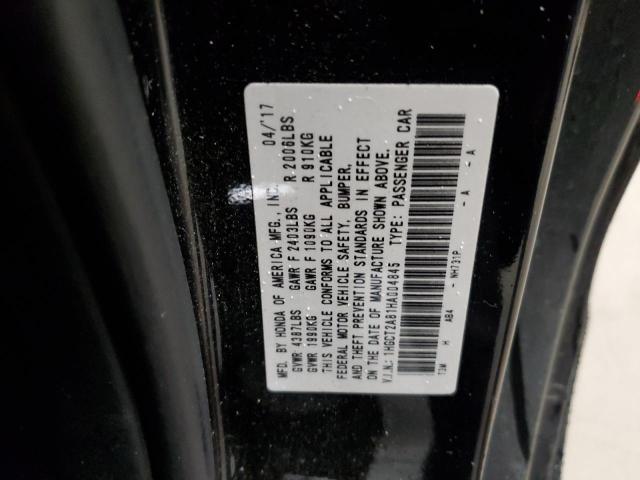 MFD. BY HONDA OF AMERICA MFG., INC. 04/'17
GVWR 4387LBS GAWR F 2403LBS R 2006LBS
GVWR 1990KG GAWR F 1090KG R 910KG
THIS VEHICLE CONFORMS TO ALL APPLICABLE
FEDERAL MOTOR VEHICLE SAFETY, BUMPER,
AND THEFT PREVENTION STANDARDS IN EFFECT
ON THE DATE OF MANUFACTURE SHOWN ABOVE.
V.I.N.: 1HGCT2A81HA004845 TYPE: PASSENGER CAR
T3M H AB4 - NH731P - A - A